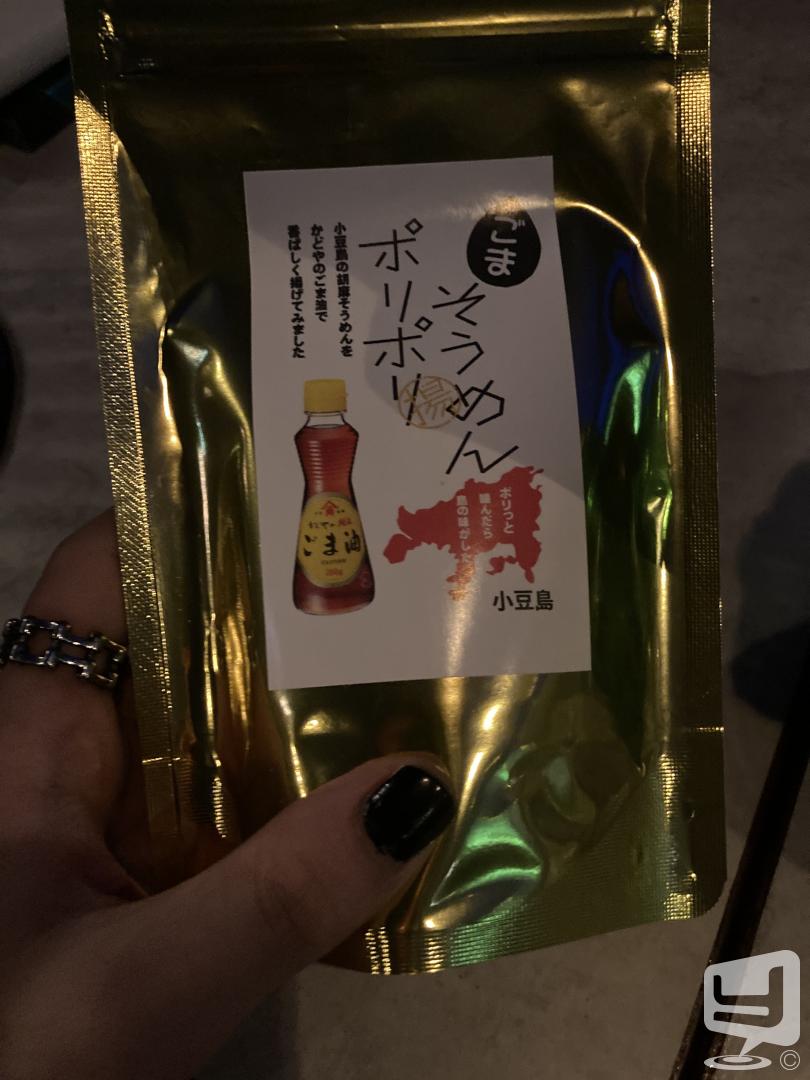 ごま
そうめん
ポリポリ
小豆島の胡麻そうめんを
かどやのごま油で
香ばしく揚げてみました
ごま油
ポリっと
噛んだら
島の味がした
小豆島